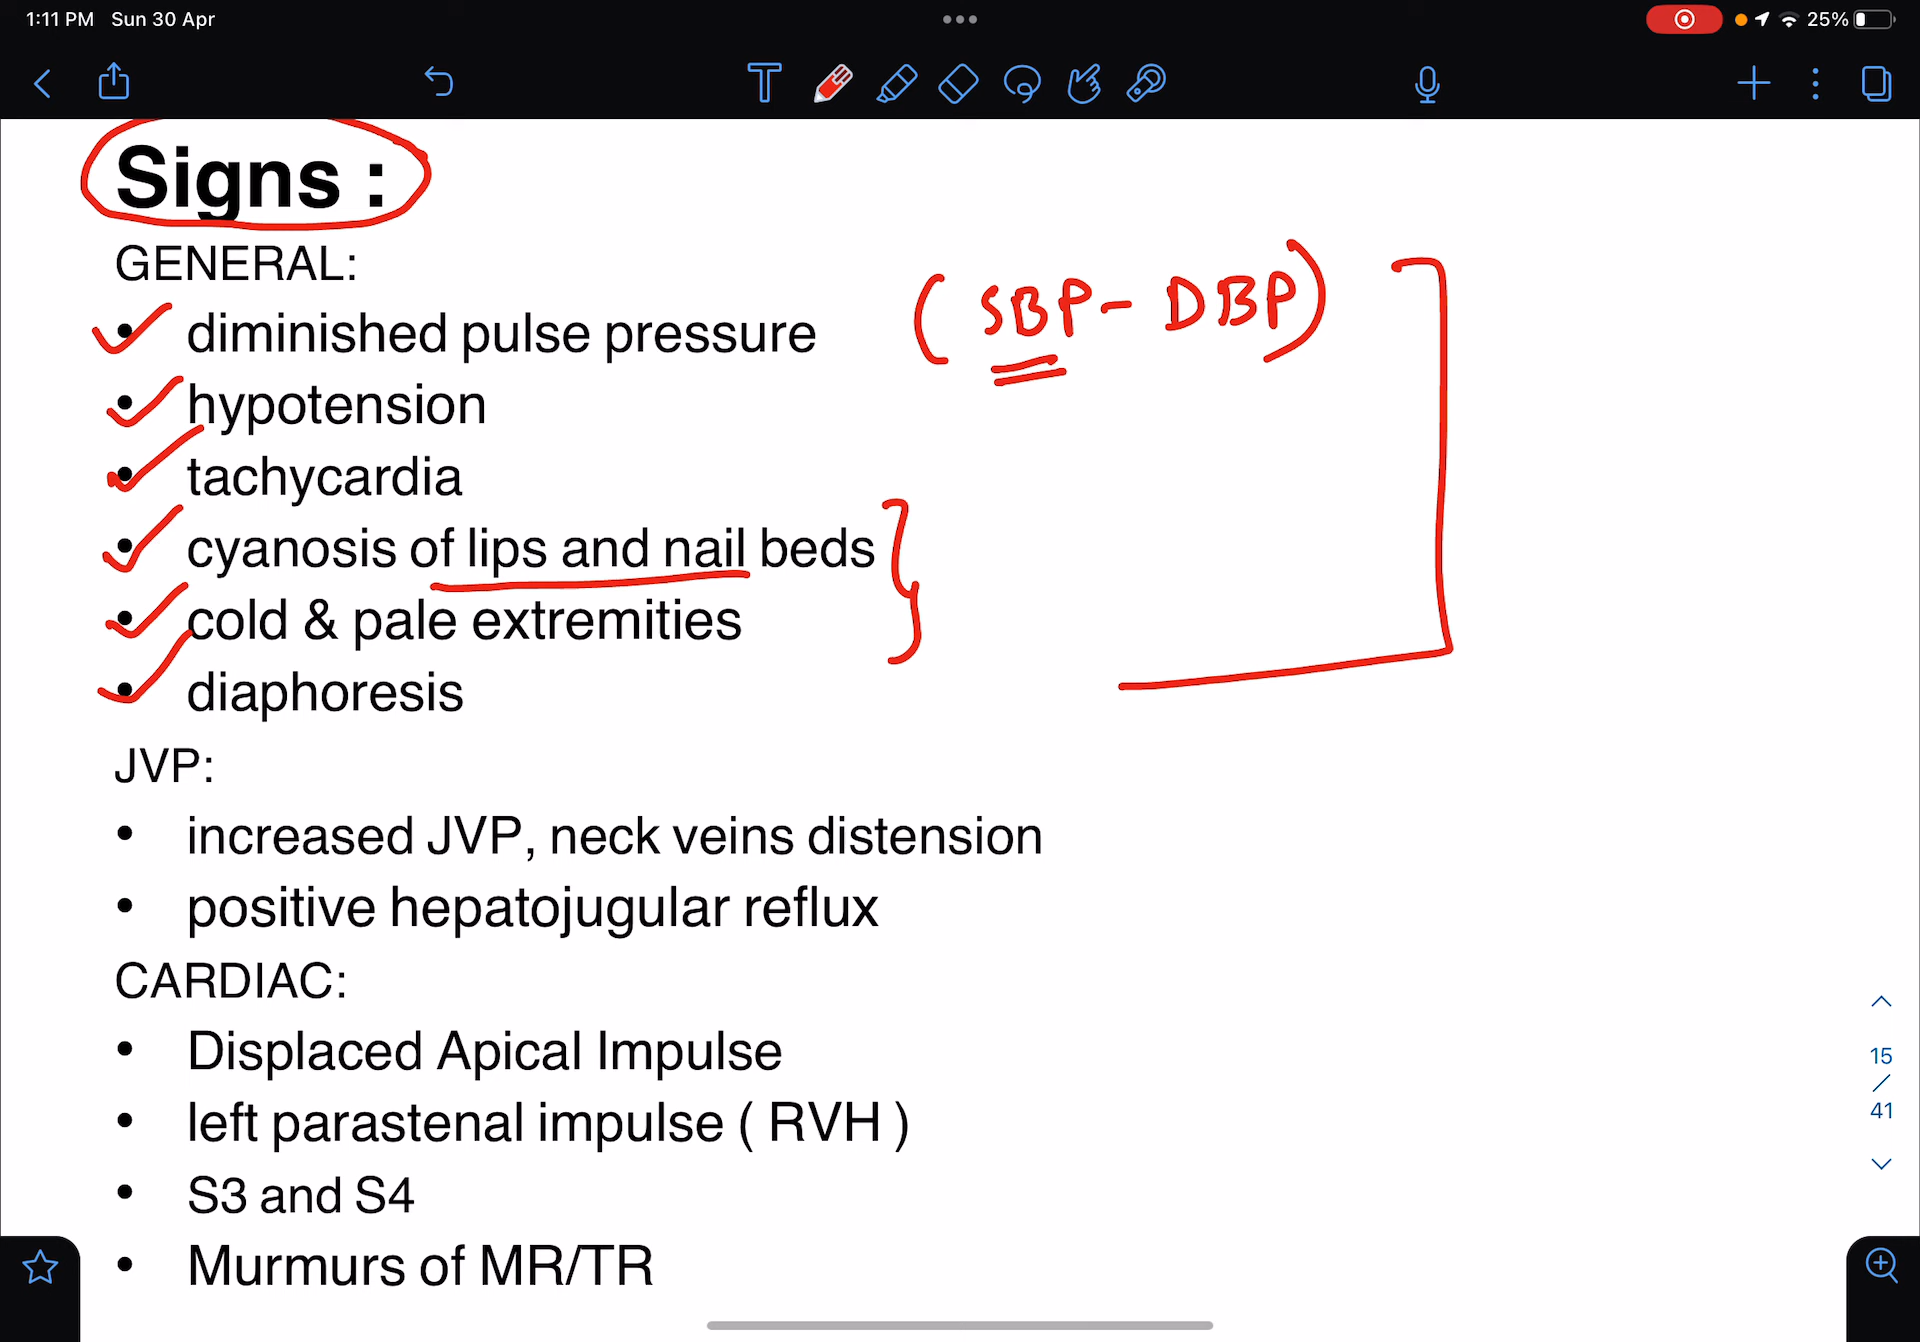 1:11 PM Sun 30 Apr
25%
Signs :
GENERAL:
• diminished pulse pressure
( SBP - DBP )
• hypotension
• tachycardia
• cyanosis of lips and nail beds
• cold & pale extremities
• diaphoresis
JVP:
• increased JVP, neck veins distension
• positive hepatojugular reflux
CARDIAC:
• Displaced Apical Impulse
• left parastenal impulse ( RVH )
• S3 and S4
• Murmurs of MR/TR
15
/
41